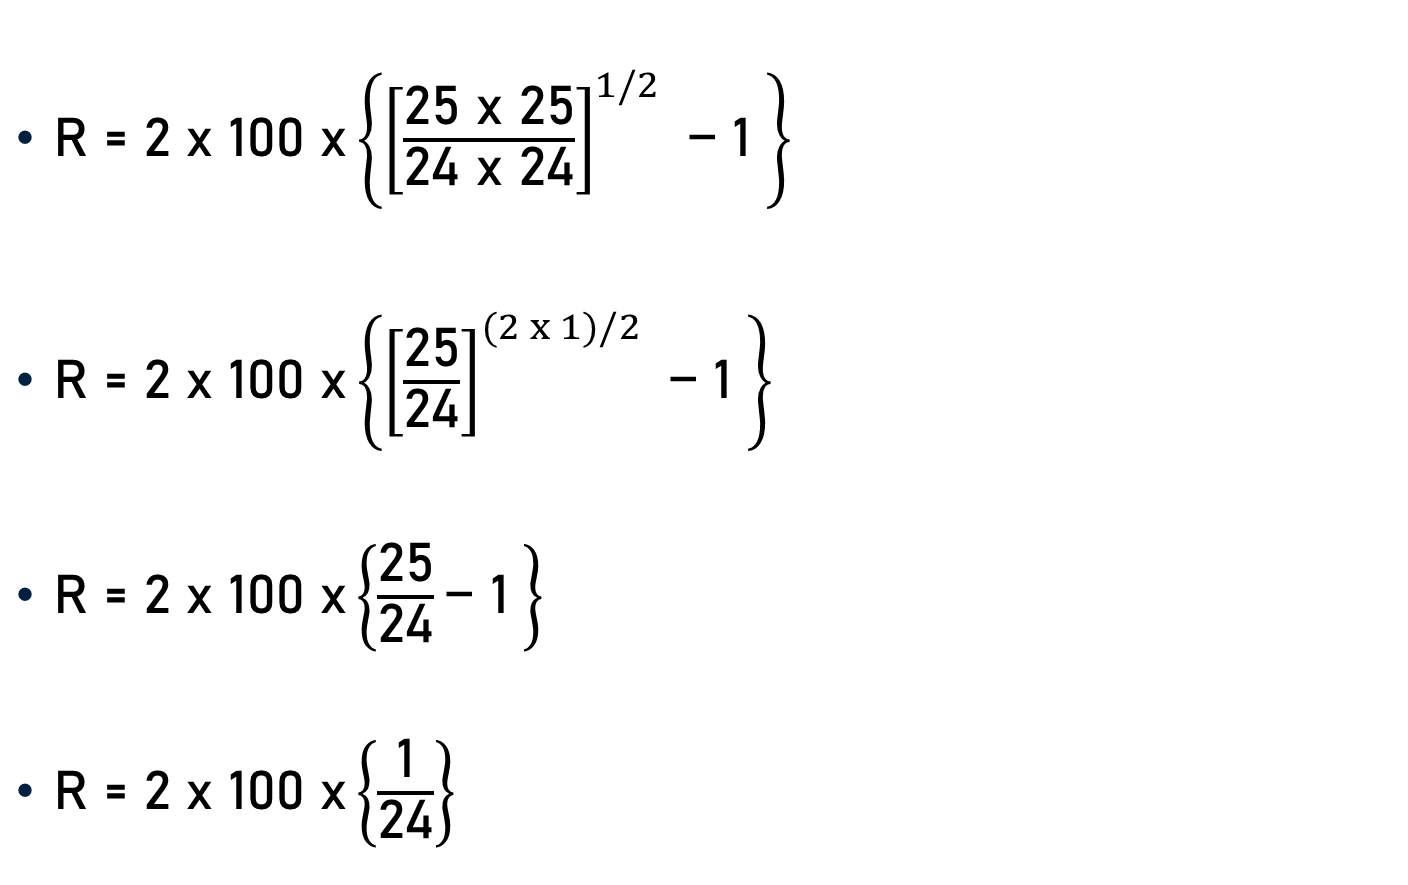 • R = 2 x 100 x {[(25 x 25)/(24 x 24)]^(1/2) − 1}
• R = 2 x 100 x {[25/24]^((2 x 1)/2) − 1}
• R = 2 x 100 x {25/24 − 1}
• R = 2 x 100 x {1/24}